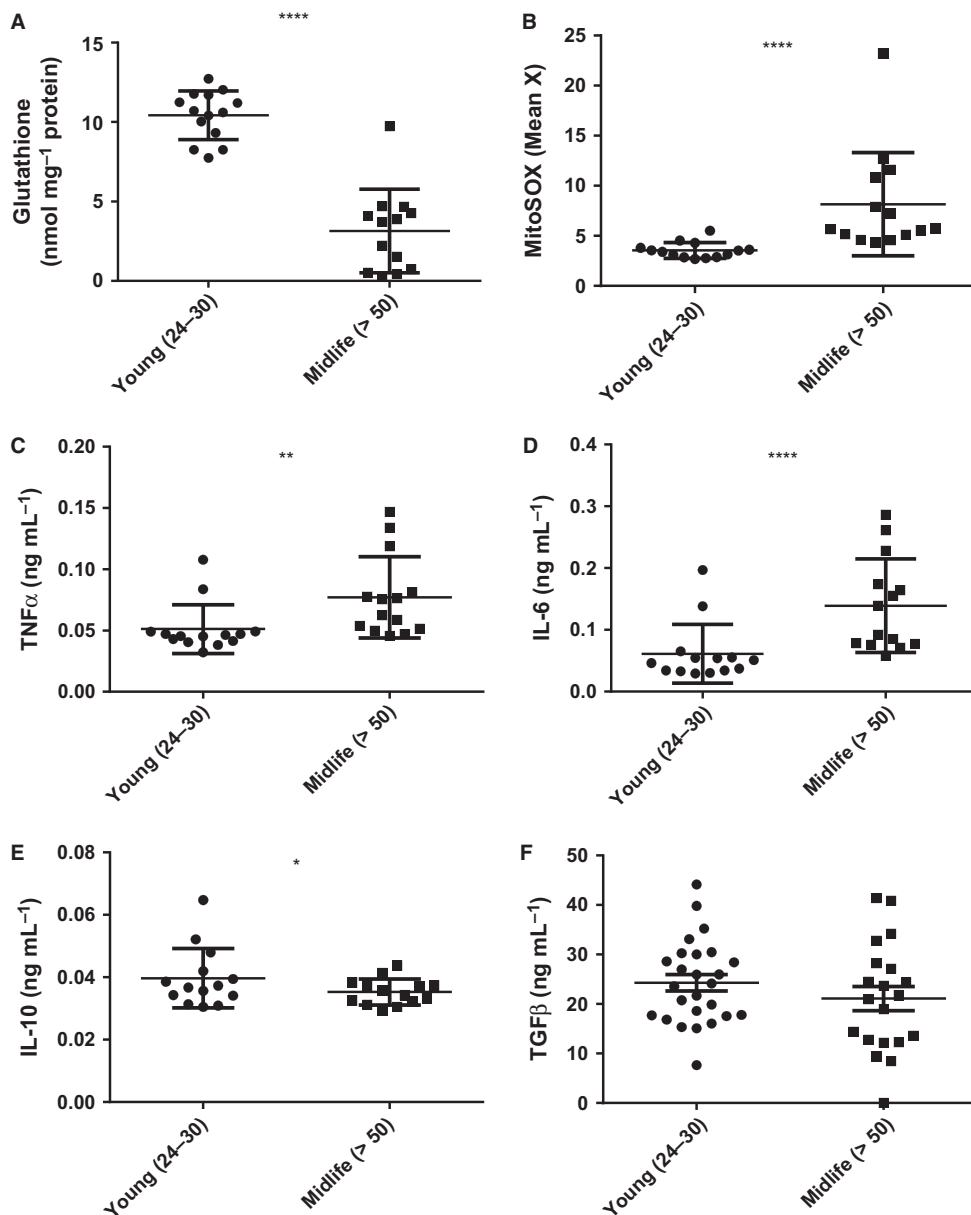 A
****
Glutathione
(nmol mg⁻¹ protein)
15
10
5
0
Young (24–30)
Midlife (> 50)
B
****
MitoSOX (Mean X)
25
20
15
10
5
0
Young (24–30)
Midlife (> 50)
C
**
TNFα (ng mL⁻¹)
0.20
0.15
0.10
0.05
0.00
Young (24–30)
Midlife (> 50)
D
****
IL-6 (ng mL⁻¹)
0.4
0.3
0.2
0.1
0.0
Young (24–30)
Midlife (> 50)
E
*
IL-10 (ng mL⁻¹)
0.08
0.06
0.04
0.02
0.00
Young (24–30)
Midlife (> 50)
F
TGFβ (ng mL⁻¹)
50
40
30
20
10
0
Young (24–30)
Midlife (> 50)